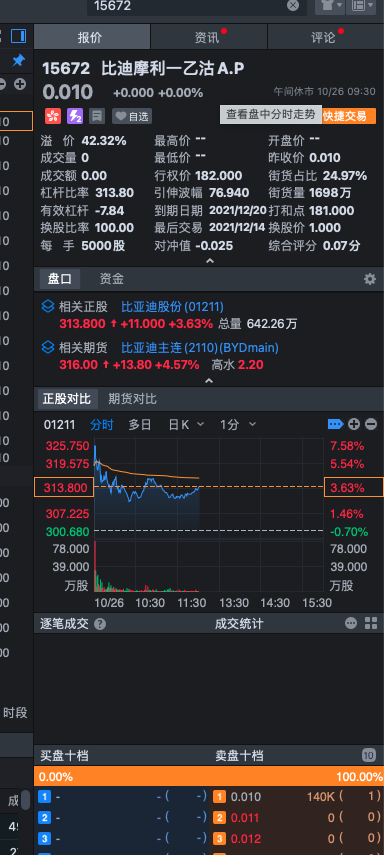 15672
报价 资讯 评论
15672 比迪摩利一乙沽A.P
0.010 +0.000 +0.00% 午间休市 10/26 09:30
自选 查看盘中分时走势 快捷交易
溢 价 42.32% 最高价 -- 开盘价 --
成交量 0 最低价 -- 昨收价 0.010
成交额 0.00 行权价 182.000 街货占比 24.97%
杠杆比率 313.80 引伸波幅 76.940 街货量 1698万
有效杠杆 -7.84 到期日期 2021/12/20 打和点 181.000
换股比率 100.00 最后交易 2021/12/14 换股价 1.000
每 手 5000股 对冲值 -0.025 综合评分 0.07分
盘口 资金
相关正股 比亚迪股份(01211)
313.800 ↑ +11.000 +3.63% 总量 642.26万
相关期货 比亚迪主连(2110)(BYDmain)
316.00 ↑ +13.80 +4.57% 高水 2.20
正股对比 期货对比
01211 分时 多日 日K 1分
325.750 7.58%
319.575 5.54%
313.800 3.63%
307.225 1.46%
300.680 -0.70%
78.000 78.000
39.000 39.000
万股 万股
10/26 10:30 11:30 13:30 14:30 15:30
逐笔成交 ? 成交统计
时段
买盘十档 卖盘十档 10
0.00% 100.00%
1 - - ( - ) 1 0.010 140K ( 1 )
2 - - ( - ) 2 0.011 0 ( 0 )
3 - - ( - ) 3 0.012 0 ( 0 )